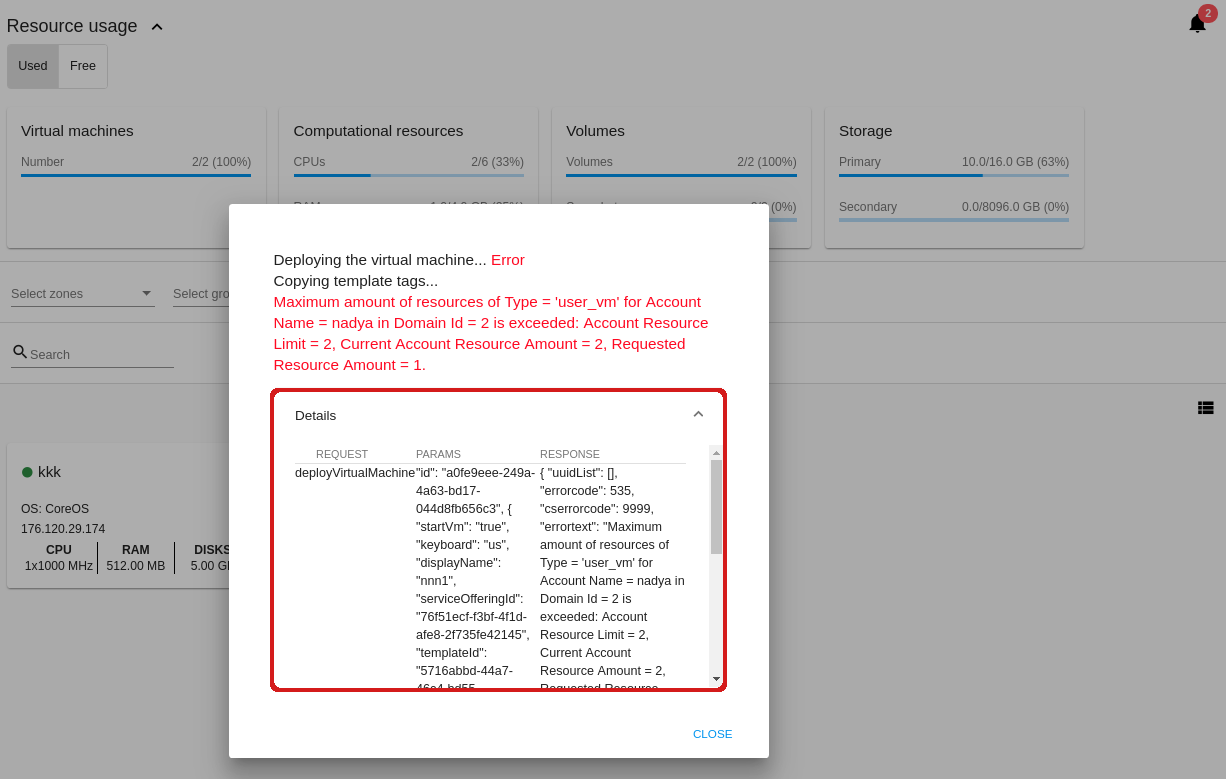 Resource usage
2
Used Free
Virtual machines
Number 2/2 (100%)
Computational resources
CPUs 2/6 (33%)
Volumes
Volumes 2/2 (100%)
(0%)
Storage
Primary 10.0/16.0 GB (63%)
Secondary 0.0/8096.0 GB (0%)
Select zones
Select gro
Search
kkk
OS: CoreOS
176.120.29.174
CPU RAM DISKS
1x1000 MHz 512.00 MB 5.00 G
Deploying the virtual machine... Error
Copying template tags...
Maximum amount of resources of Type = 'user_vm' for Account
Name = nadya in Domain Id = 2 is exceeded: Account Resource
Limit = 2, Current Account Resource Amount = 2, Requested
Resource Amount = 1.
Details
REQUEST PARAMS RESPONSE
deployVirtualMachine
"id": "a0fe9eee-249a-
4a63-bd17-
044d8fb656c3", {
"startVm": "true",
"keyboard": "us",
"displayName":
"nnn1",
"serviceOfferingId":
"76f51ecf-f3bf-4f1d-
afe8-2f735fe42145",
"templateId":
"5716abbd-44a7-
{ "uuidList": [],
"errorcode": 535,
"cserrorcode": 9999,
"errortext": "Maximum
amount of resources of
Type = 'user_vm' for
Account Name = nadya in
Domain Id = 2 is
exceeded: Account
Resource Limit = 2,
Current Account
Resource Amount = 2,
Requested Resource
CLOSE